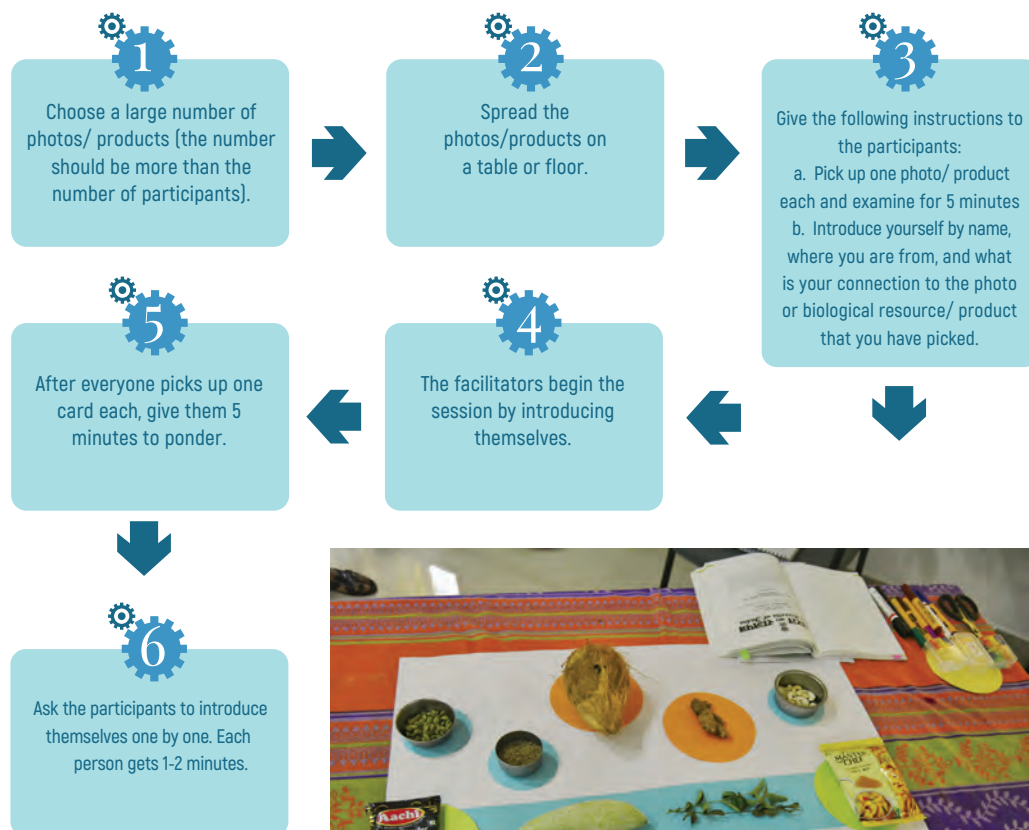 1
Choose a large number of
photos/ products (the number
should be more than the
number of participants).
2
Spread the
photos/products on
a table or floor.
3
Give the following instructions to
the participants:
a. Pick up one photo/ product
each and examine for 5 minutes
b. Introduce yourself by name,
where you are from, and what
is your connection to the photo
or biological resource/ product
that you have picked.
4
The facilitators begin the
session by introducing
themselves.
5
After everyone picks up one
card each, give them 5
minutes to ponder.
6
Ask the participants to introduce
themselves one by one. Each
person gets 1-2 minutes.
Aachi